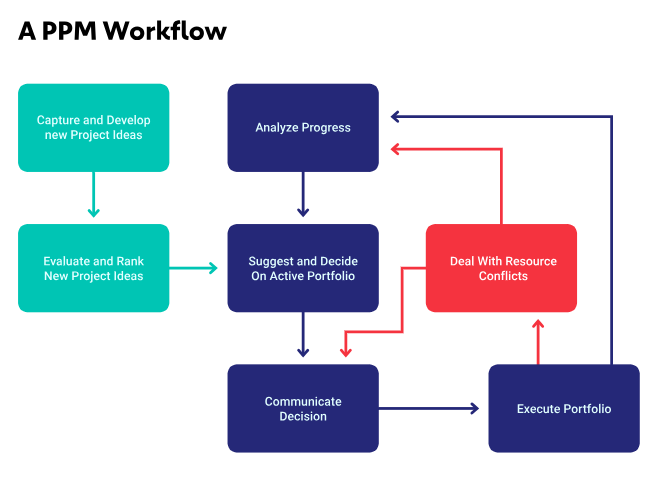 A PPM Workflow
Capture and Develop
new Project Ideas
Analyze Progress
Evaluate and Rank
New Project Ideas
Suggest and Decide
On Active Portfolio
Deal With Resource
Conflicts
Communicate
Decision
Execute Portfolio